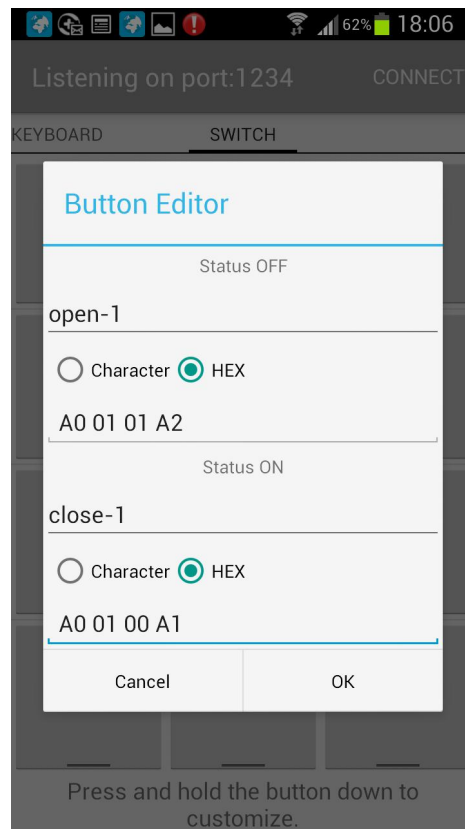 62% 18:06
Listening on port:1234 CONNECT
KEYBOARD SWITCH
Button Editor
Status OFF
open-1
Character HEX
A0 01 01 A2
Status ON
close-1
Character HEX
A0 01 00 A1
Cancel OK
Press and hold the button down to
customize.